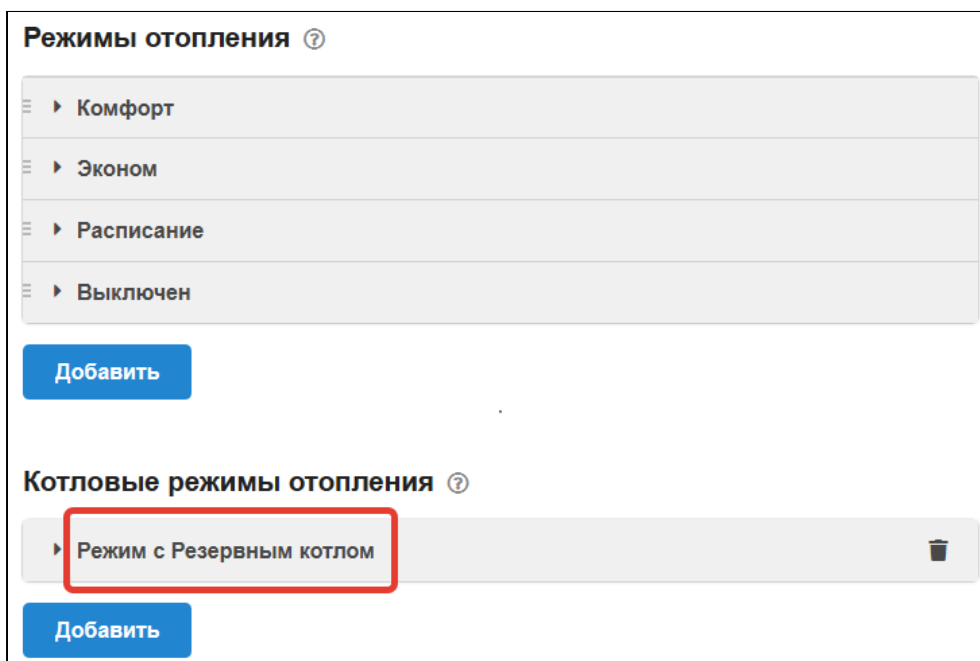 Режимы отопления ?
Комфорт
Эконом
Расписание
Выключен
Добавить
Котловые режимы отопления ?
Режим с Резервным котлом
Добавить